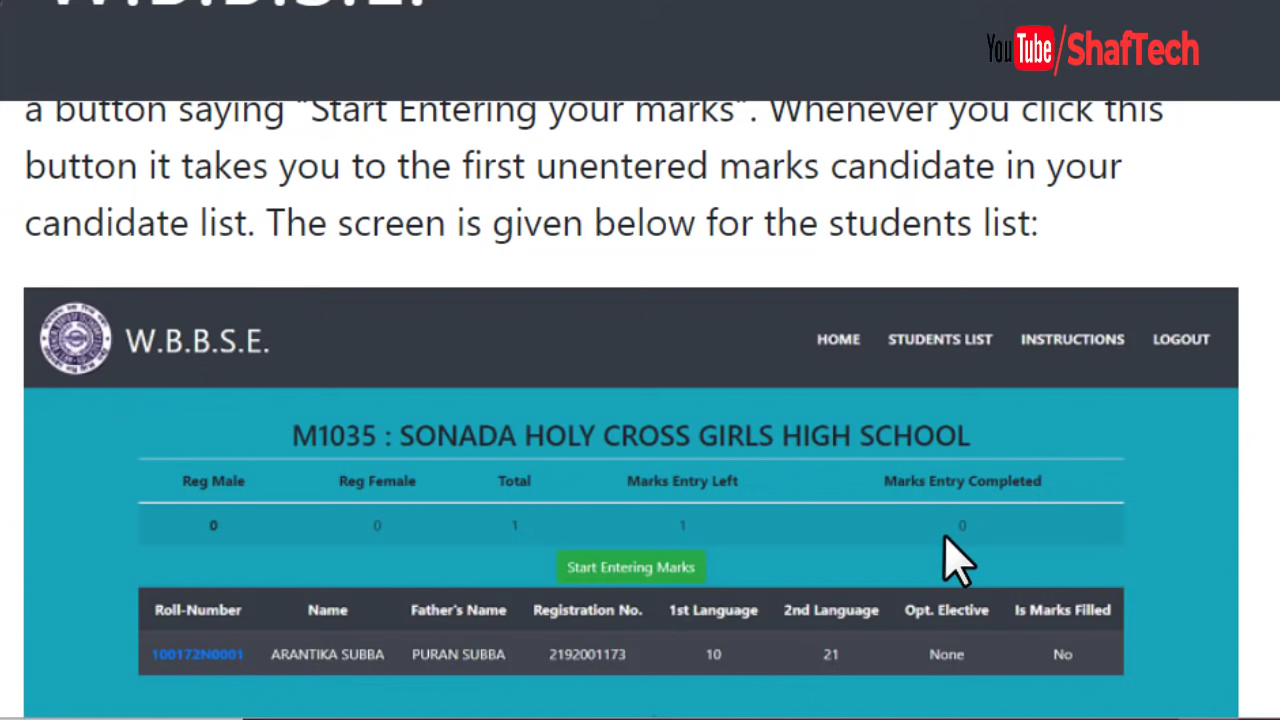 W.B.B.S.E.
YouTube/ShafTech
a button saying "Start Entering your marks". Whenever you click this
button it takes you to the first unentered marks candidate in your
candidate list. The screen is given below for the students list:
W.B.B.S.E.
HOME STUDENTS LIST INSTRUCTIONS LOGOUT
M1035 : SONADA HOLY CROSS GIRLS HIGH SCHOOL
Reg Male Reg Female Total Marks Entry Left Marks Entry Completed
0 0 1 1 0
Start Entering Marks
Roll-Number Name Father's Name Registration No. 1st Language 2nd Language Opt. Elective Is Marks Filled
100172N0001 ARANTIKA SUBBA PURAN SUBBA 2192001173 10 21 None No